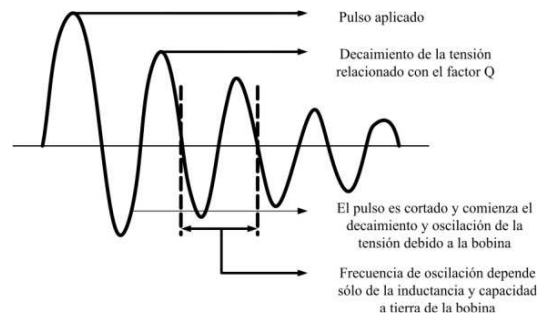 Pulso aplicado
Decaimiento de la tensión
relacionado con el factor Q
El pulso es cortado y comienza el
decaimiento y oscilación de la
tensión debido a la bobina
Frecuencia de oscilación depende
sólo de la inductancia y capacidad
a tierra de la bobina